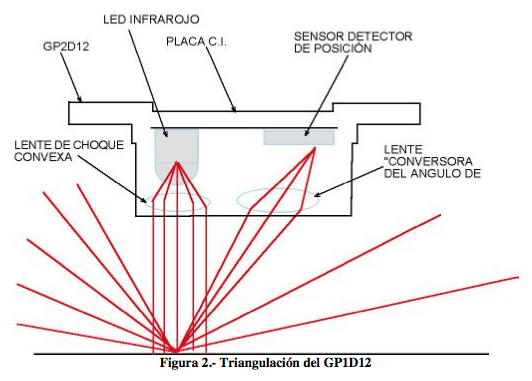 LED INFRAROJO
PLACA C.I.
SENSOR DETECTOR
DE POSICIÓN
GP2D12
LENTE DE CHOQUE
CONVEXA
LENTE
"CONVERSORA
DEL ANGULO DE
Figura 2.- Triangulación del GP1D12